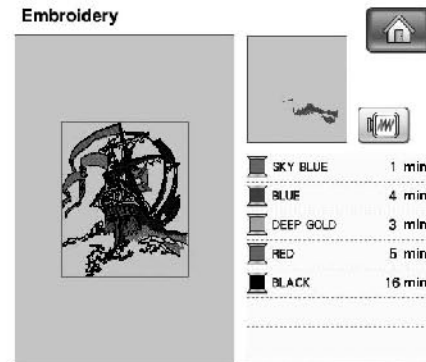 Embroidery
SKY BLUE 1 min
BLUE 4 min
DEEP GOLD 3 min
RED 5 min
BLACK 16 min